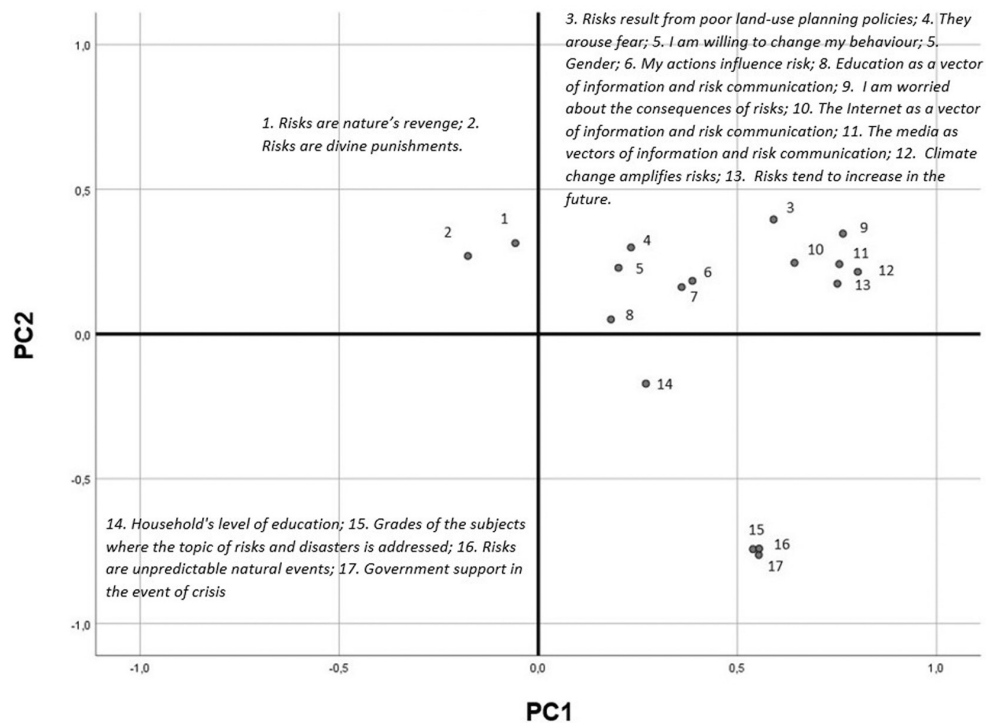 3. Risks result from poor land-use planning policies; 4. They
arouse fear; 5. I am willing to change my behaviour; 5.
Gender; 6. My actions influence risk; 8. Education as a vector
of information and risk communication; 9.  I am worried
about the consequences of risks; 10. The Internet as a vector
of information and risk communication; 11. The media as
vectors of information and risk communication; 12.  Climate
change amplifies risks; 13.  Risks tend to increase in the
future.
1. Risks are nature’s revenge; 2.
Risks are divine punishments.
1,0
0,5
0,0
-0,5
-1,0
PC2
1
2
3
4
5
6
7
8
9
10
11
12
13
14
15
16
17
14. Household's level of education; 15. Grades of the subjects
where the topic of risks and disasters is addressed; 16. Risks
are unpredictable natural events; 17. Government support in
the event of crisis
-1,0 -0,5 0,0 0,5 1,0
PC1